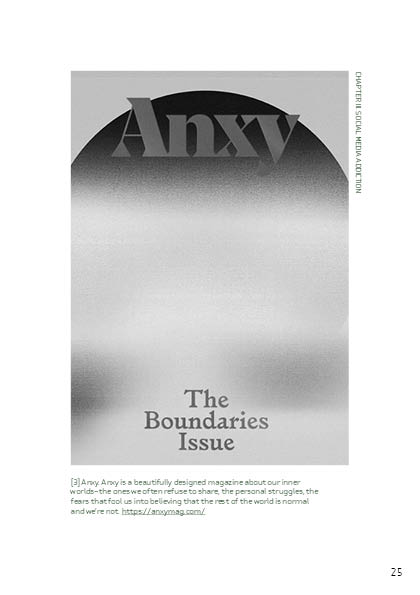 Anxy
The
Boundaries
Issue
CHAPTER III. SOCIAL MEDIA ADDICTION
[3] Anxy. Anxy is a beautifully designed magazine about our inner
worlds–the ones we often refuse to share, the personal struggles, the
fears that fool us into believing that the rest of the world is normal
and we're not. https://anxymag.com/
25